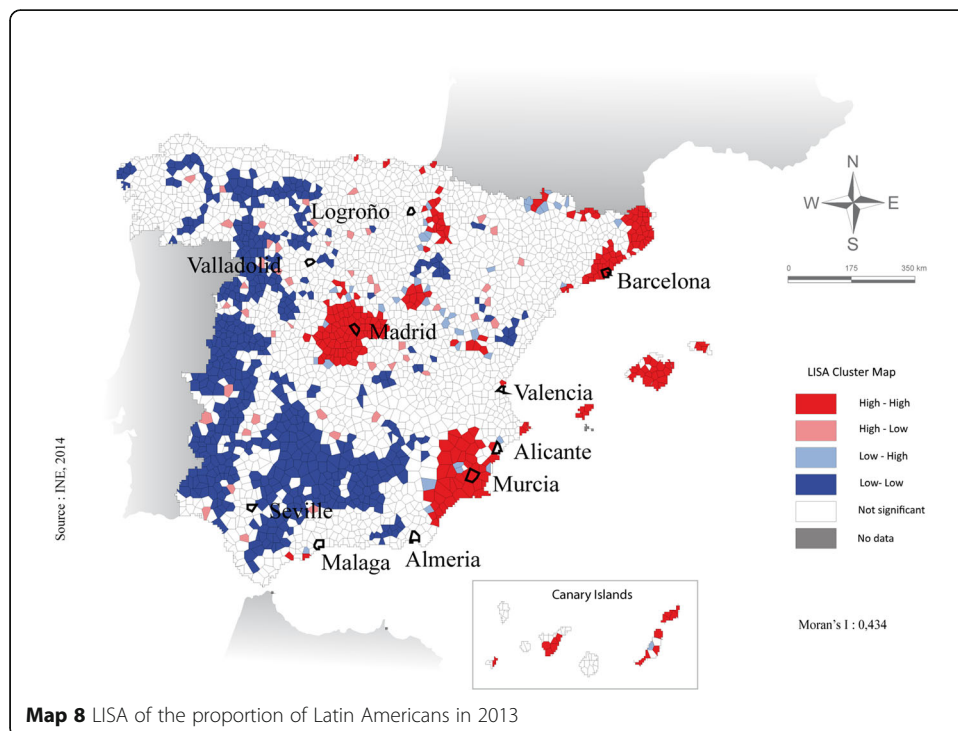 N
W E
S
0 175 350 km
Logroño
Valladolid
Barcelona
Madrid
Valencia
Alicante
Murcia
Seville
Malaga
Almeria
LISA Cluster Map
High - High
High - Low
Low - High
Low- Low
Not significant
No data
Source : INE, 2014
Canary Islands
Moran's I : 0,434
Map 8 LISA of the proportion of Latin Americans in 2013